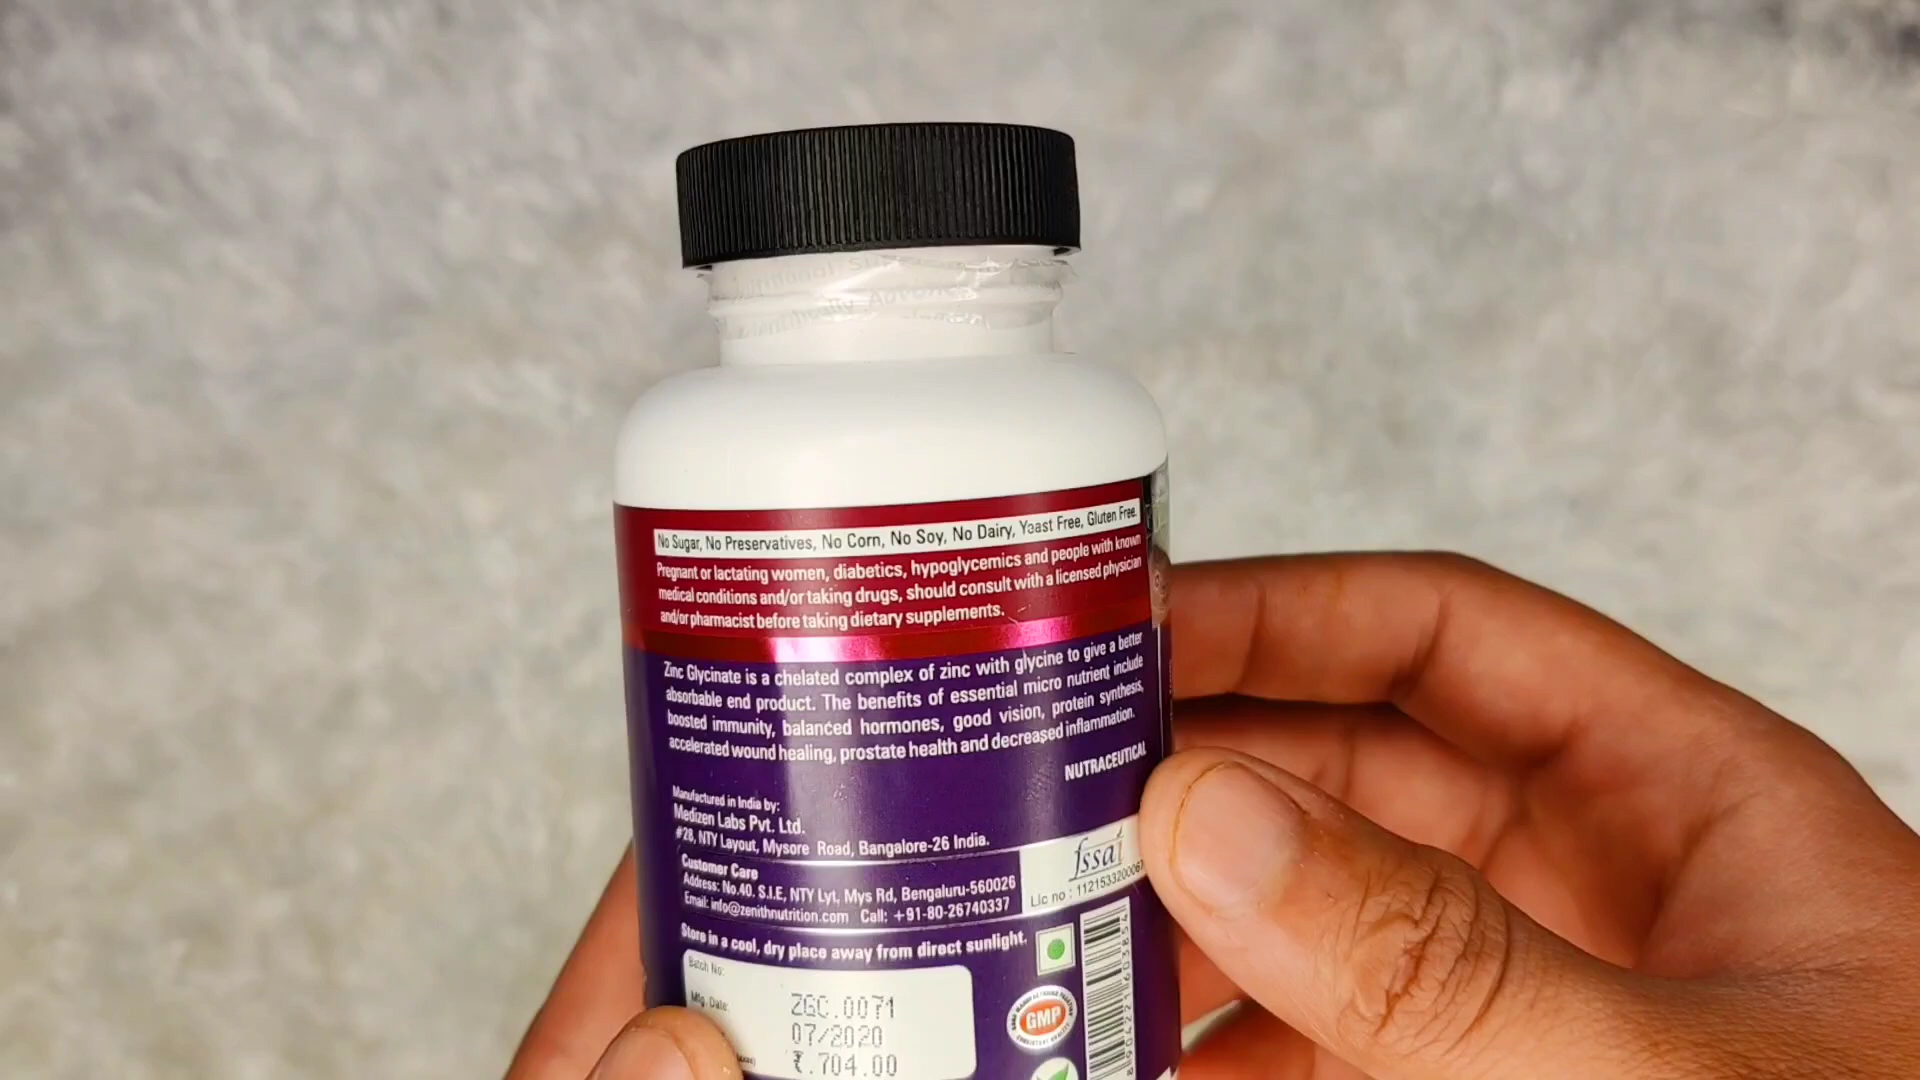 No Sugar, No Preservatives, No Corn, No Soy, No Dairy, Yeast Free, Gluten Free.
Pregnant or lactating women, diabetics, hypoglycemics and people with known
medical conditions and/or taking drugs, should consult with a licensed physician
and/or pharmacist before taking dietary supplements.
Zinc Glycinate is a chelated complex of zinc with glycine to give a better
absorbable end product. The benefits of essential micro nutrient include
boosted immunity, balanced hormones, good vision, protein synthesis,
accelerated wound healing, prostate health and decreased inflammation.
NUTRACEUTICAL
Manufactured in India by:
Medizen Labs Pvt. Ltd.
#28, NTY Layout, Mysore Road, Bangalore-26 India.
fssai
Lic no :
Customer Care
Address: No.40. S.I.E, NTY Lyt, Mys Rd, Bengaluru-560026
Email: info@zenithnutrition.com Call: +91-80-26740337
Store in a cool, dry place away from direct sunlight.
Batch No:
Mfg. Date:
ZGC.0071
07/2020
₹.704.00
GMP